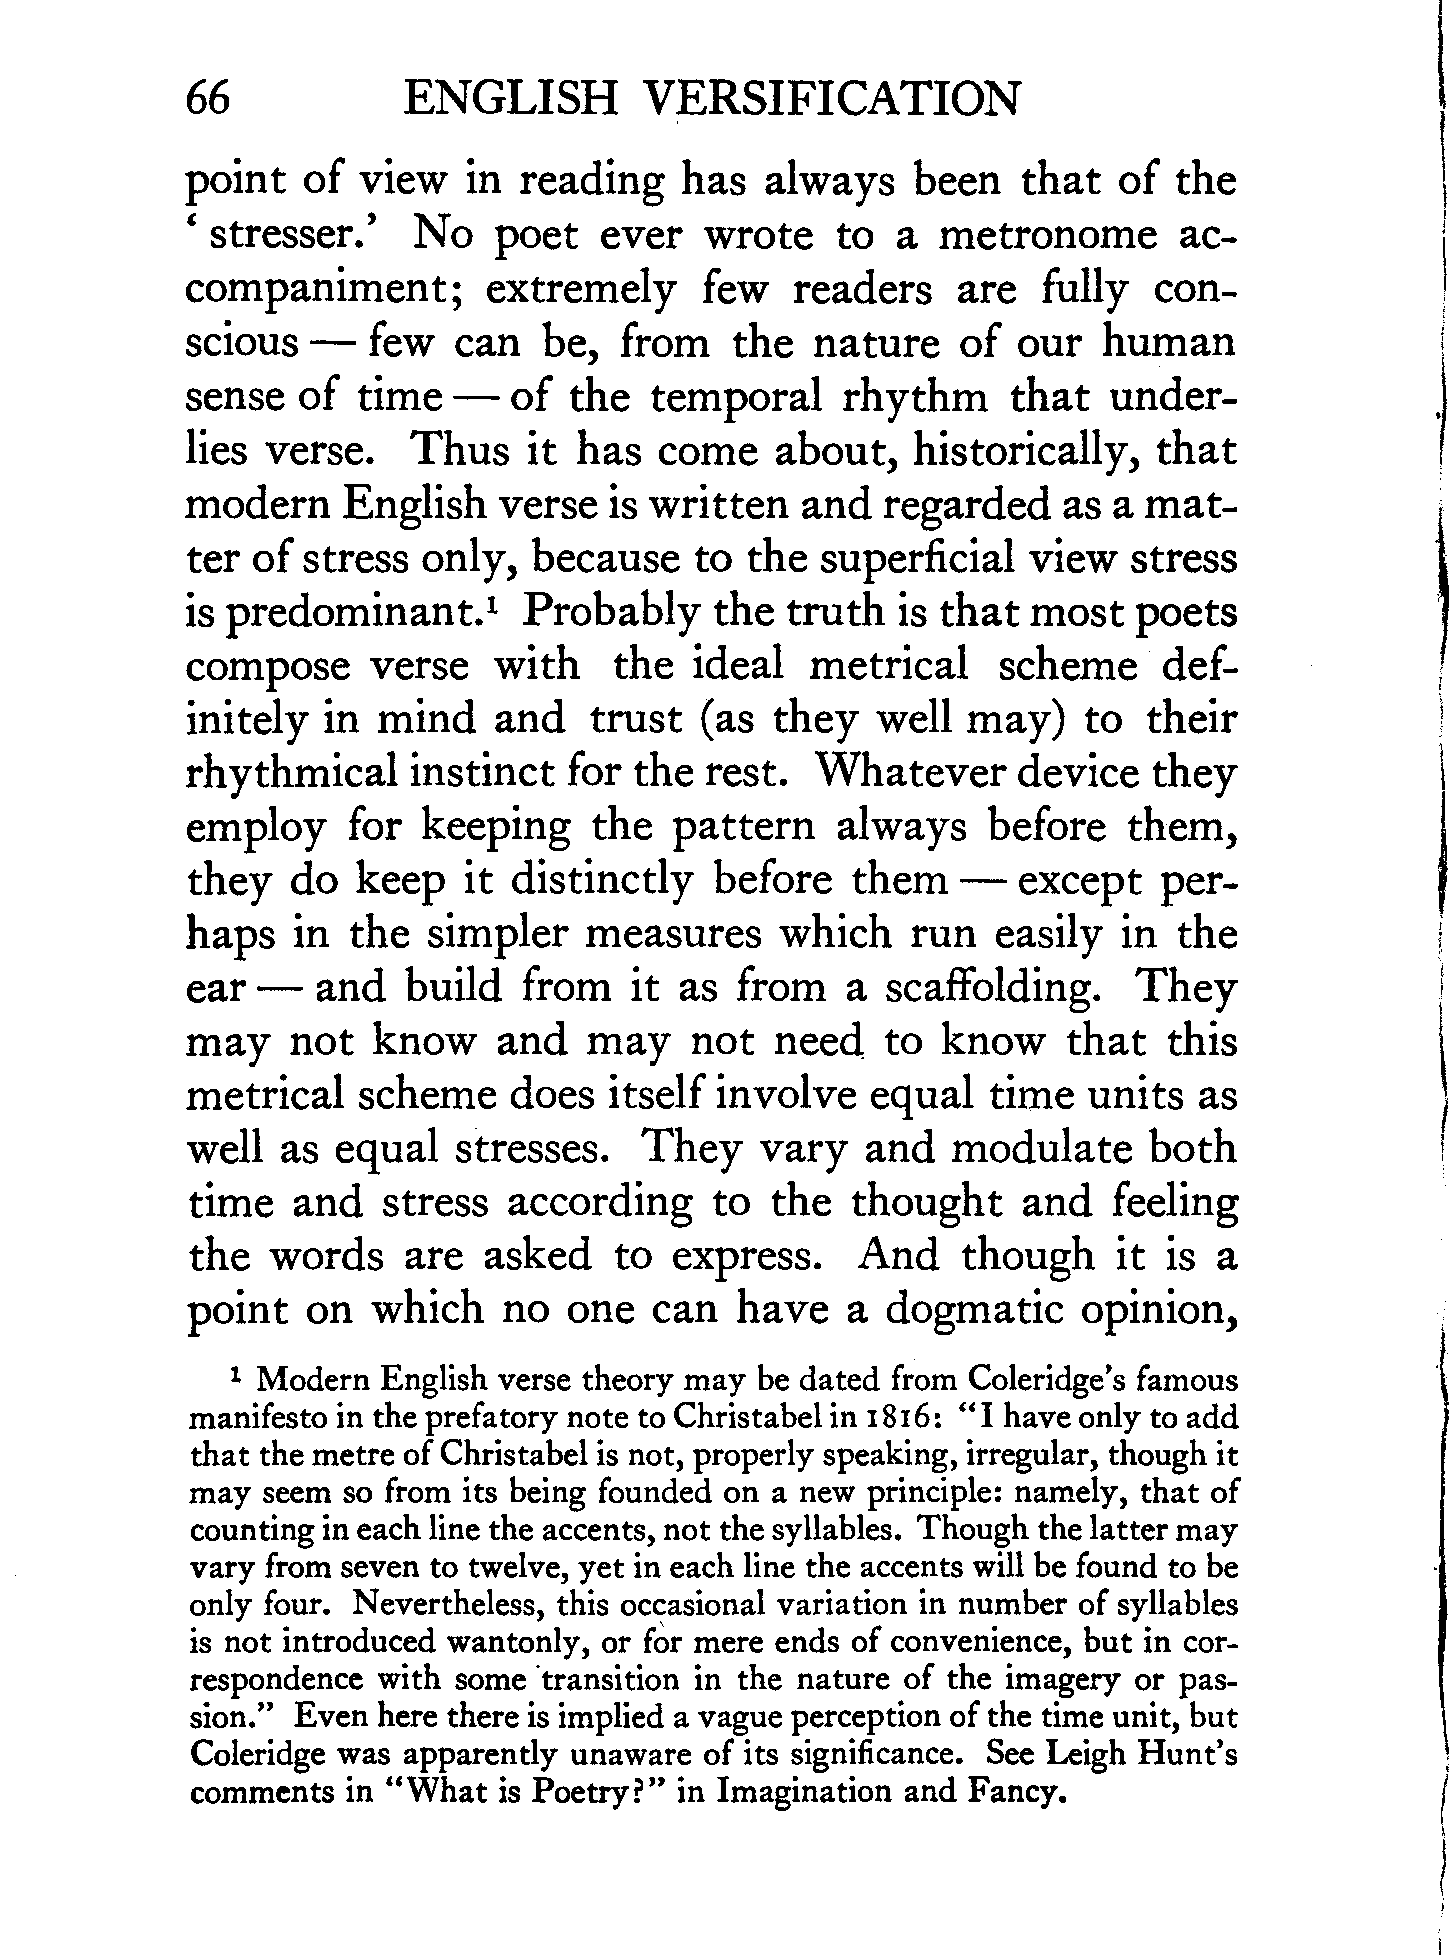 66 ENGLISH VERSIFICATION
point of view in reading has always been that of the
‘ stresser.’ No poet ever wrote to a metronome ac-
companiment; extremely few readers are fully con-
scious — few can be, from the nature of our human
sense of time — of the temporal rhythm that under-
lies verse. Thus it has come about, historically, that
modern English verse is written and regarded as a mat-
ter of stress only, because to the superficial view stress
is predominant.¹ Probably the truth is that most poets
compose verse with the ideal metrical scheme def-
initely in mind and trust (as they well may) to their
rhythmical instinct for the rest. Whatever device they
employ for keeping the pattern always before them,
they do keep it distinctly before them — except per-
haps in the simpler measures which run easily in the
ear — and build from it as from a scaffolding. They
may not know and may not need to know that this
metrical scheme does itself involve equal time units as
well as equal stresses. They vary and modulate both
time and stress according to the thought and feeling
the words are asked to express. And though it is a
point on which no one can have a dogmatic opinion,
¹ Modern English verse theory may be dated from Coleridge’s famous
manifesto in the prefatory note to Christabel in 1816: “I have only to add
that the metre of Christabel is not, properly speaking, irregular, though it
may seem so from its being founded on a new principle: namely, that of
counting in each line the accents, not the syllables. Though the latter may
vary from seven to twelve, yet in each line the accents will be found to be
only four. Nevertheless, this occasional variation in number of syllables
is not introduced wantonly, or for mere ends of convenience, but in cor-
respondence with some transition in the nature of the imagery or pas-
sion.” Even here there is implied a vague perception of the time unit, but
Coleridge was apparently unaware of its significance. See Leigh Hunt’s
comments in “What is Poetry?” in Imagination and Fancy.